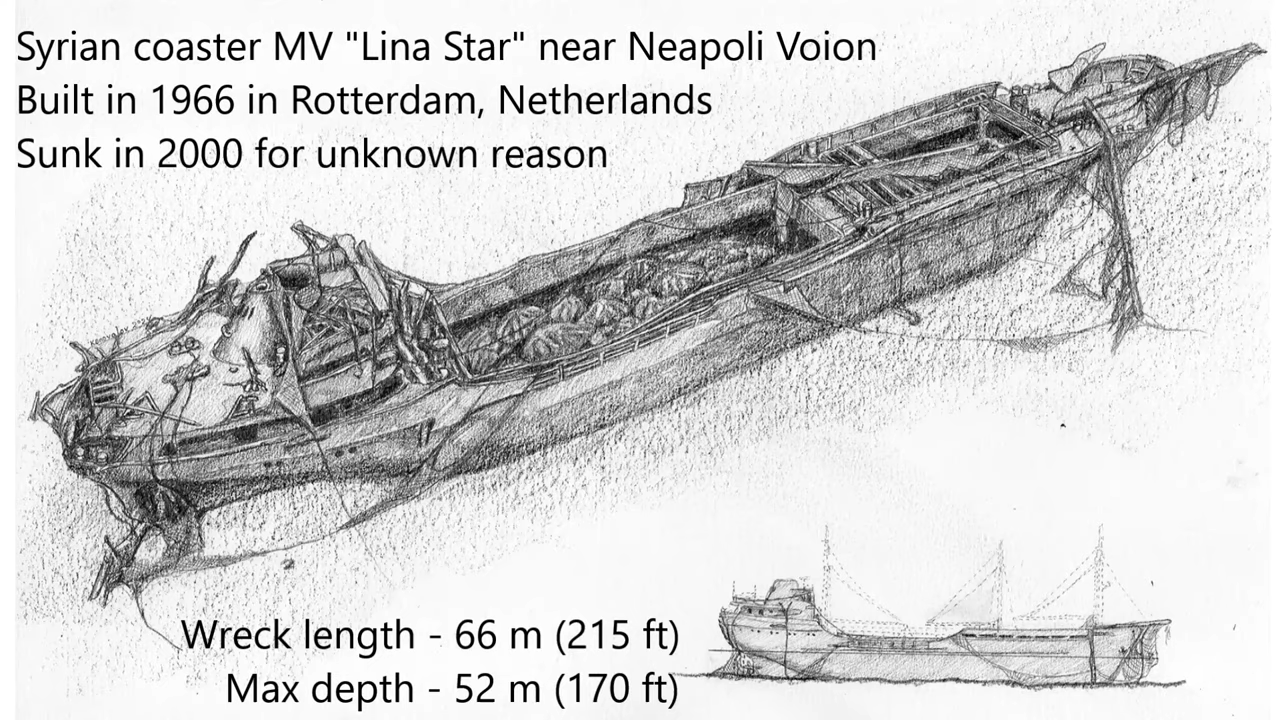 Syrian coaster MV "Lina Star" near Neapoli Voion
Built in 1966 in Rotterdam, Netherlands
Sunk in 2000 for unknown reason
Wreck length - 66 m (215 ft)
Max depth - 52 m (170 ft)